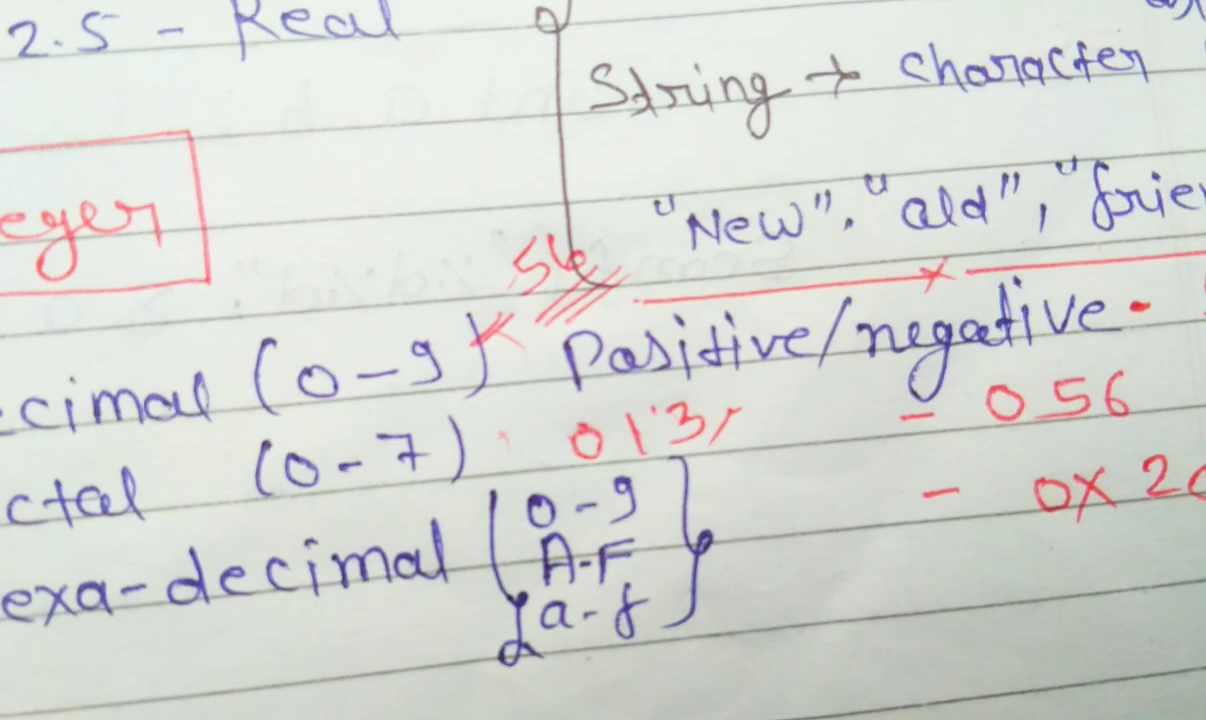 2.5 - Real
String → character
"New". "old", "frie
eger
56
cimal (0-9) Positive/negative.
ctal (0-7) 013, - 056
- 0X 2
exa-decimal (0-9
A-F
a-f)